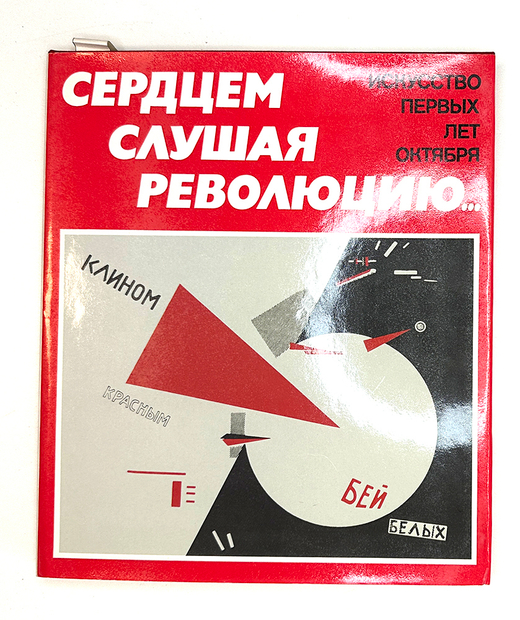 СЕРДЦЕМ
СЛУШАЯ
РЕВОЛЮЦИЮ...
ИСКУССТВО
ПЕРВЫХ
ЛЕТ
ОКТЯБРЯ
КЛИНОМ
КРАСНЫМ
БЕЙ
БЕЛЫХ